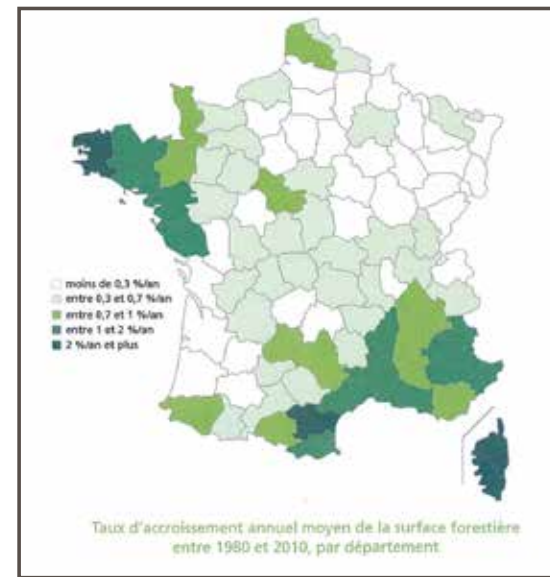 moins de 0,3 %/an
entre 0,3 et 0,7 %/an
entre 0,7 et 1 %/an
entre 1 et 2 %/an
2 %/an et plus
Taux d'accroissement annuel moyen de la surface forestière
entre 1980 et 2010, par département